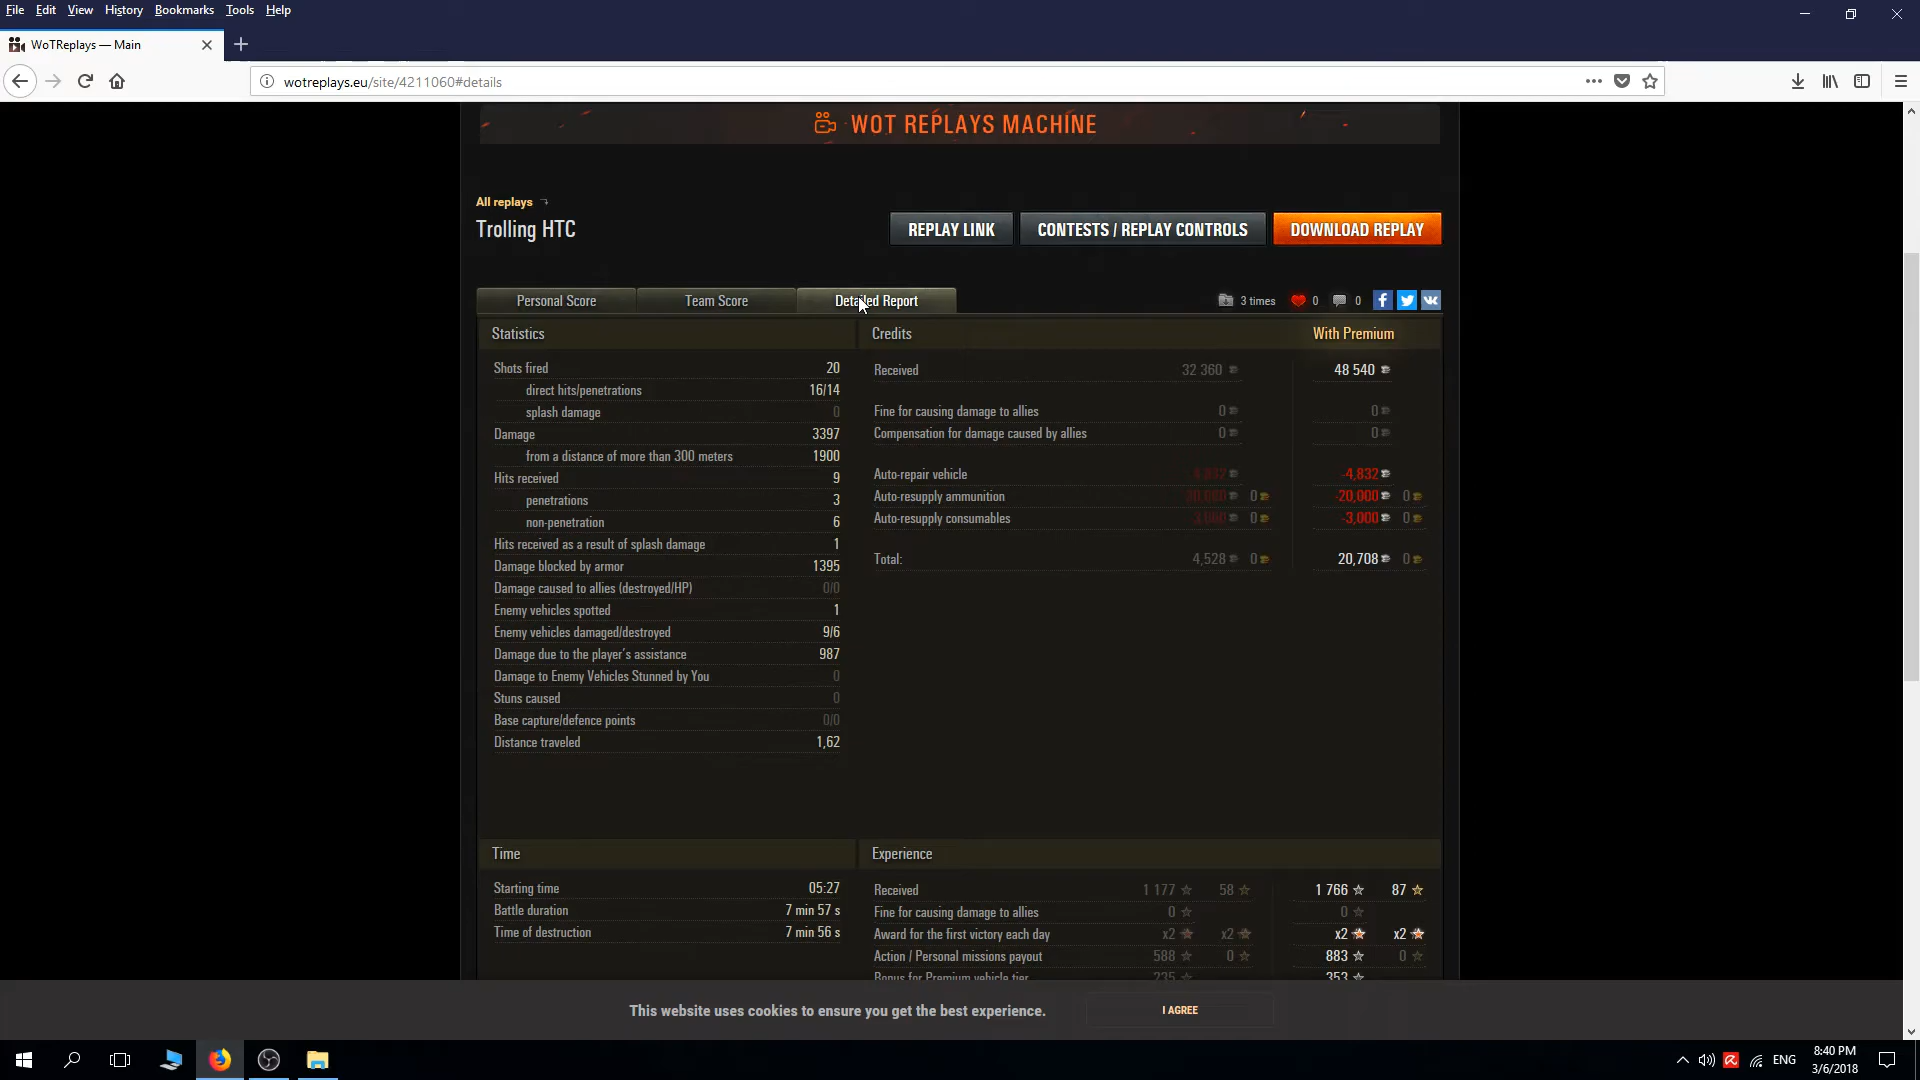 File Edit View History Bookmarks Tools Help
WoTReplays — Main
wotreplays.eu/site/4211060#details
WOT REPLAYS MACHINE
All replays
Trolling HTC
REPLAY LINK
CONTESTS / REPLAY CONTROLS
DOWNLOAD REPLAY
Personal Score Team Score Detailed Report 3 times 0 0
Statistics Credits With Premium
Shots fired 20
Received 32 360 48 540
direct hits/penetrations 16/14
splash damage 0
Fine for causing damage to allies 0 0
Damage 3397
Compensation for damage caused by allies 0 0
from a distance of more than 300 meters 1900
Hits received 9
Auto-repair vehicle -4,832
penetrations 3
Auto-resupply ammunition 0 -20,000 0
non-penetration 6
Auto-resupply consumables 0 -3,000 0
Hits received as a result of splash damage 1
Damage blocked by armor 1395
Total: 4,528 0 20,708 0
Damage caused to allies (destroyed/HP) 0/0
Enemy vehicles spotted 1
Enemy vehicles damaged/destroyed 9/6
Damage due to the player's assistance 987
Damage to Enemy Vehicles Stunned by You 0
Stuns caused 0
Base capture/defence points 0/0
Distance traveled 1,62
Time Experience
Starting time 05:27
Received 1 177 58 1 766 87
Battle duration 7 min 57 s
Fine for causing damage to allies 0 0
Time of destruction 7 min 56 s
Award for the first victory each day x2 x2 x2 x2
Action / Personal missions payout 588 0 883 0
Bonus for Premium vehicle tier 235 353
This website uses cookies to ensure you get the best experience.
I AGREE
ENG
8:40 PM
3/6/2018